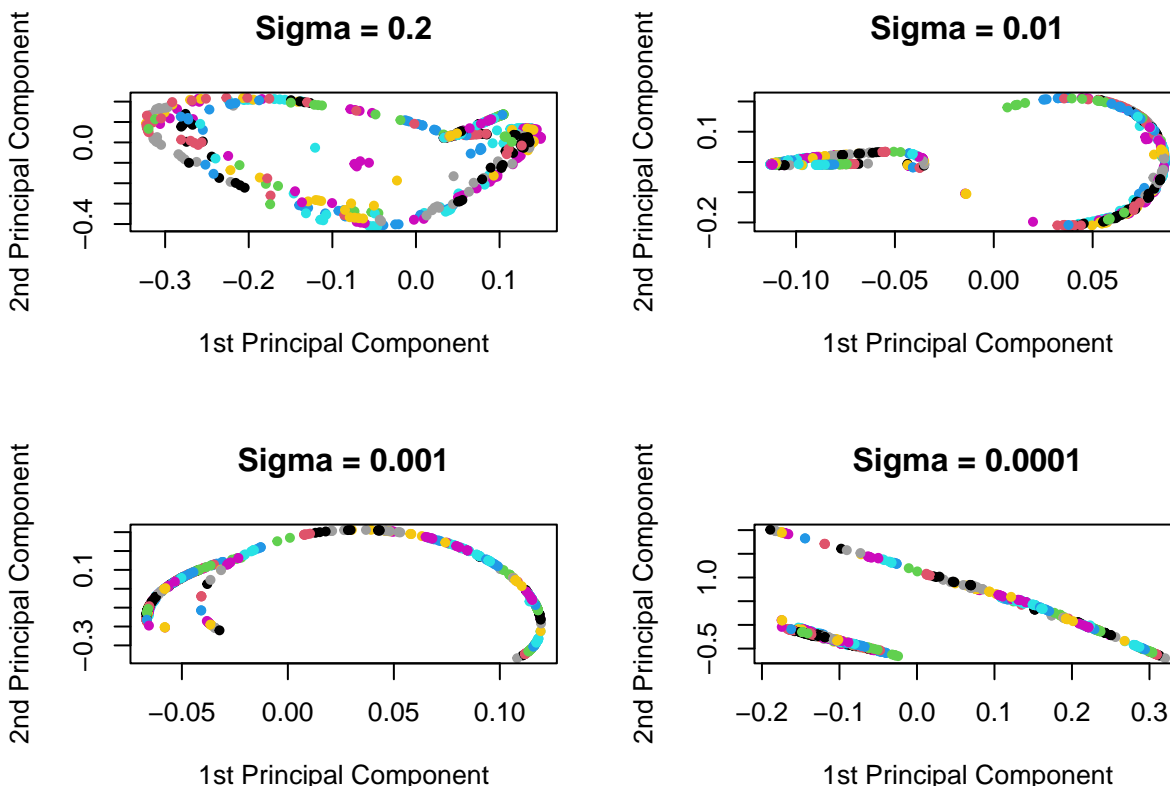 Sigma = 0.2
2nd Principal Component
0.0
−0.4
−0.3
−0.2
−0.1
0.0
0.1
1st Principal Component
Sigma = 0.01
2nd Principal Component
0.1
−0.2
−0.10
−0.05
0.00
0.05
1st Principal Component
Sigma = 0.001
2nd Principal Component
0.1
−0.3
−0.05
0.00
0.05
0.10
1st Principal Component
Sigma = 0.0001
2nd Principal Component
1.0
−0.5
−0.2
−0.1
0.0
0.1
0.2
0.3
1st Principal Component